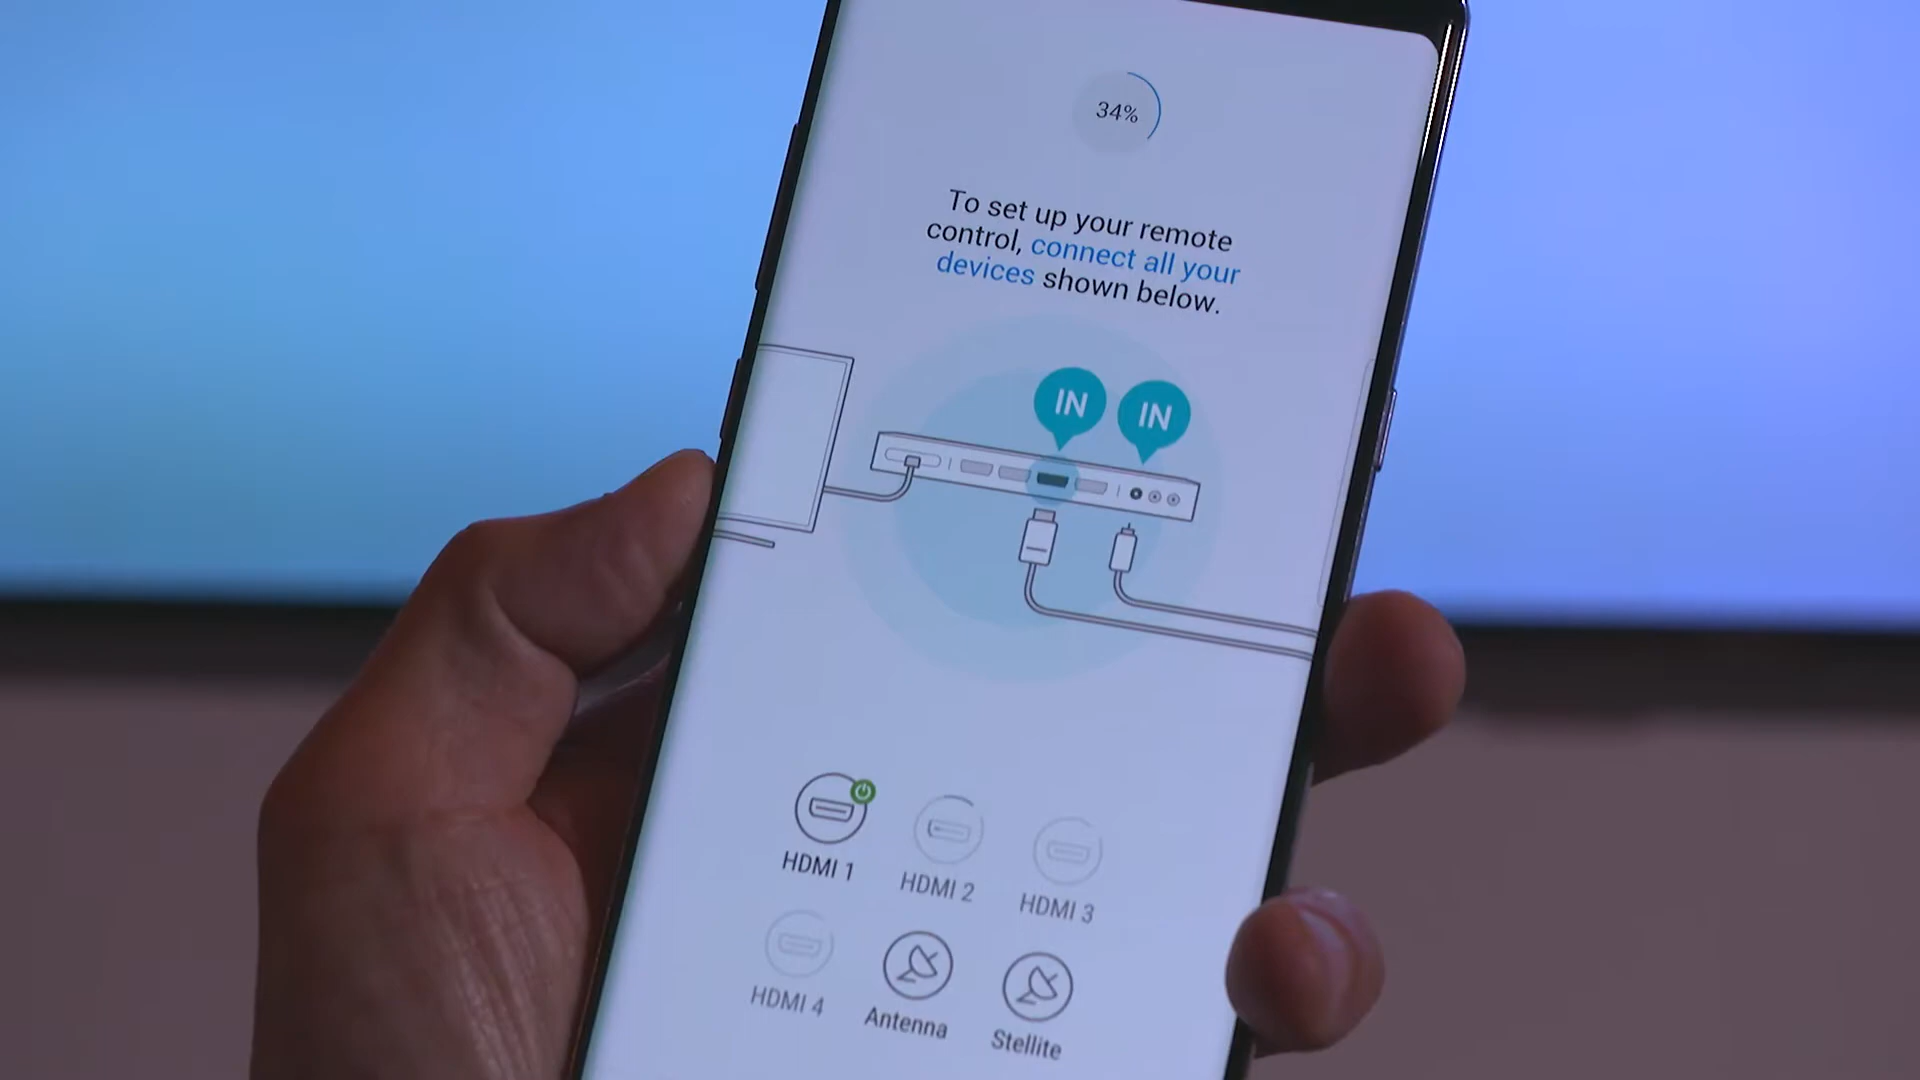 34%
To set up your remote
control, connect all your
devices shown below.
IN IN
HDMI 1
HDMI 2
HDMI 3
HDMI 4
Antenna
Stellite